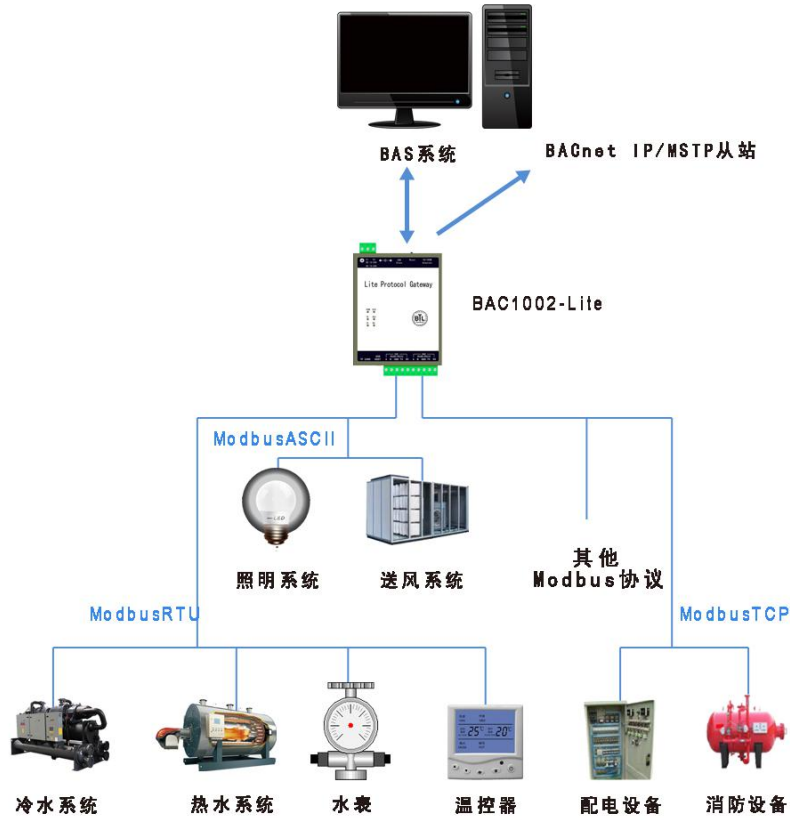 BAS系统
BACnet IP/MSTP从站
Lite Protocol Gateway
BTL
BAC1002-Lite
ModbusASCII
照明系统
送风系统
其他
Modbus协议
ModbusRTU
ModbusTCP
25℃
20℃
冷水系统
热水系统
水表
温控器
配电设备
消防设备